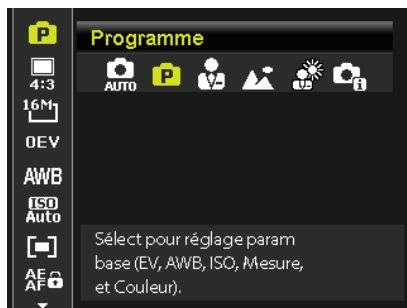 P
Programme
4:3
AUTO
P
i
16M
0EV
AWB
ISO
Auto
AE
AF
Sélect pour réglage param
base (EV, AWB, ISO, Mesure,
et Couleur).